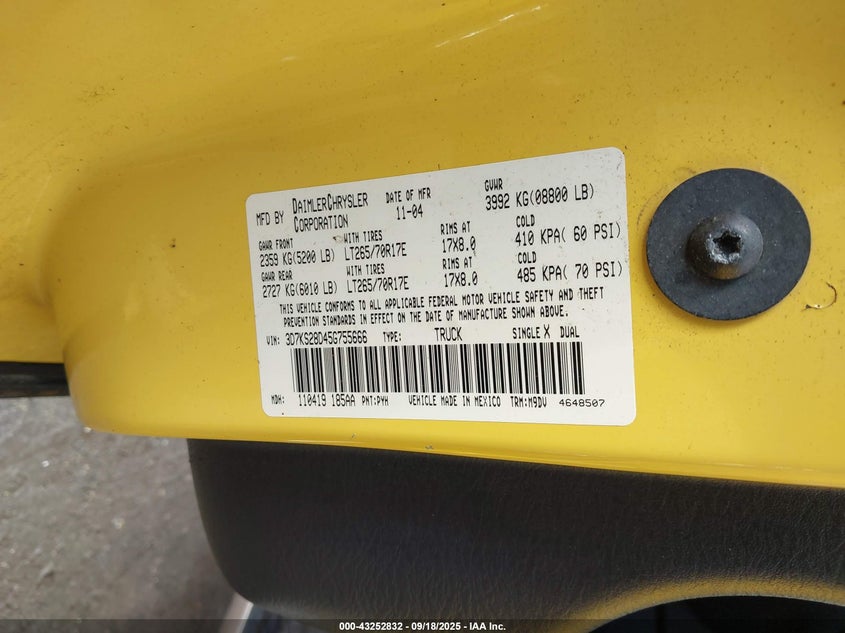 MFD BY DAIMLERCHRYSLER CORPORATION DATE OF MFR 11-04 GVWR 3992 KG(08800 LB)
GAWR FRONT WITH TIRES RIMS AT COLD
2359 KG(5200 LB) LT265/70R17E 17X8.0 410 KPA( 60 PSI)
GAWR REAR WITH TIRES RIMS AT COLD
2727 KG(6010 LB) LT265/70R17E 17X8.0 485 KPA( 70 PSI)
THIS VEHICLE CONFORMS TO ALL APPLICABLE FEDERAL MOTOR VEHICLE SAFETY AND THEFT
PREVENTION STANDARDS IN EFFECT ON THE DATE OF MANUFACTURE SHOWN ABOVE.
VIN: 3D7KS28D45G755666 TYPE: TRUCK SINGLE X DUAL
MDH: 110419 185AA PNT:PYH VEHICLE MADE IN MEXICO TRM:M9DV 4648507
000-43252832 - 09/18/2025 - IAA Inc.